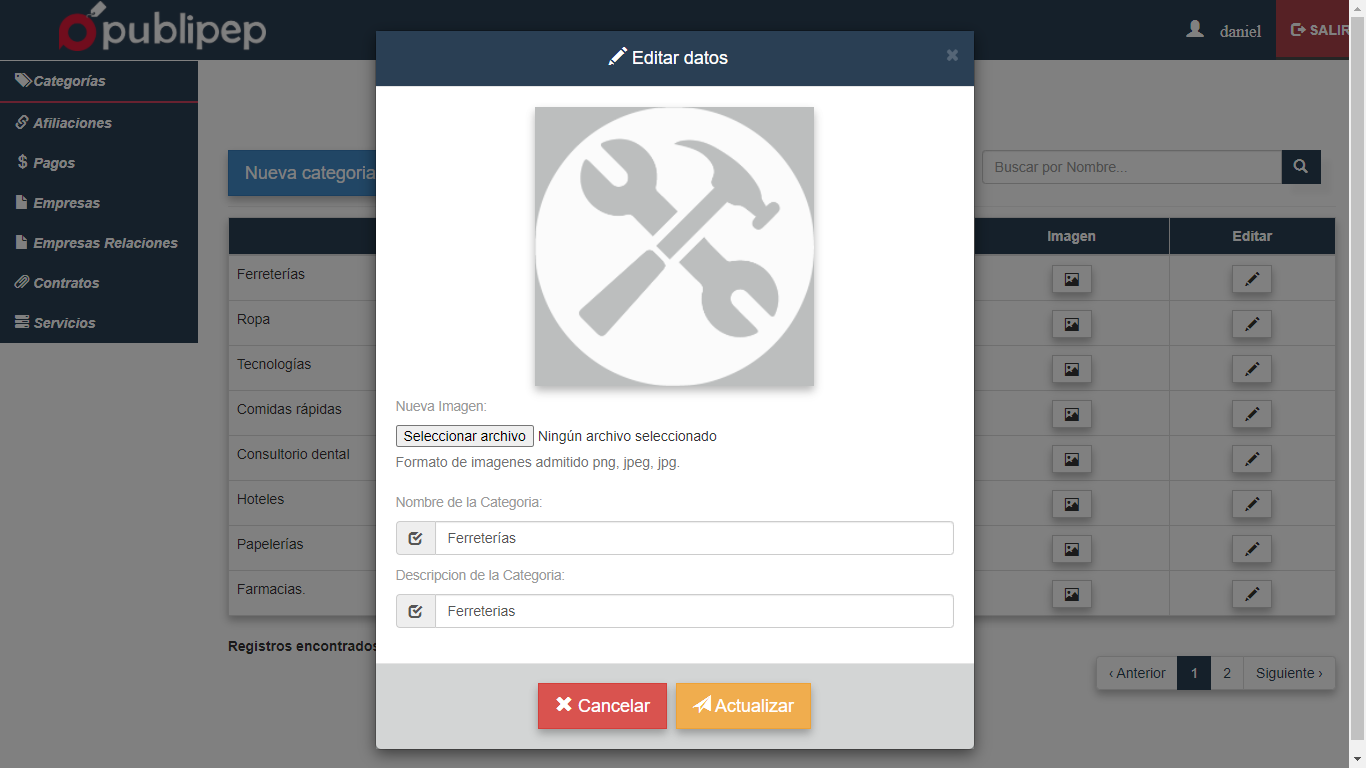 publipep
daniel
SALIR
Categorías
Afiliaciones
Pagos
Empresas
Empresas Relaciones
Contratos
Servicios
Nueva categoria
Buscar por Nombre...
Imagen Editar
Ferreterías
Ropa
Tecnologías
Comidas rápidas
Consultorio dental
Hoteles
Papelerías
Farmacias.
Registros encontrados
‹ Anterior 1 2 Siguiente ›
Editar datos ×
Nueva Imagen:
Seleccionar archivo Ningún archivo seleccionado
Formato de imagenes admitido png, jpeg, jpg.
Nombre de la Categoria:
Ferreterías
Descripcion de la Categoria:
Ferreterias
Cancelar Actualizar